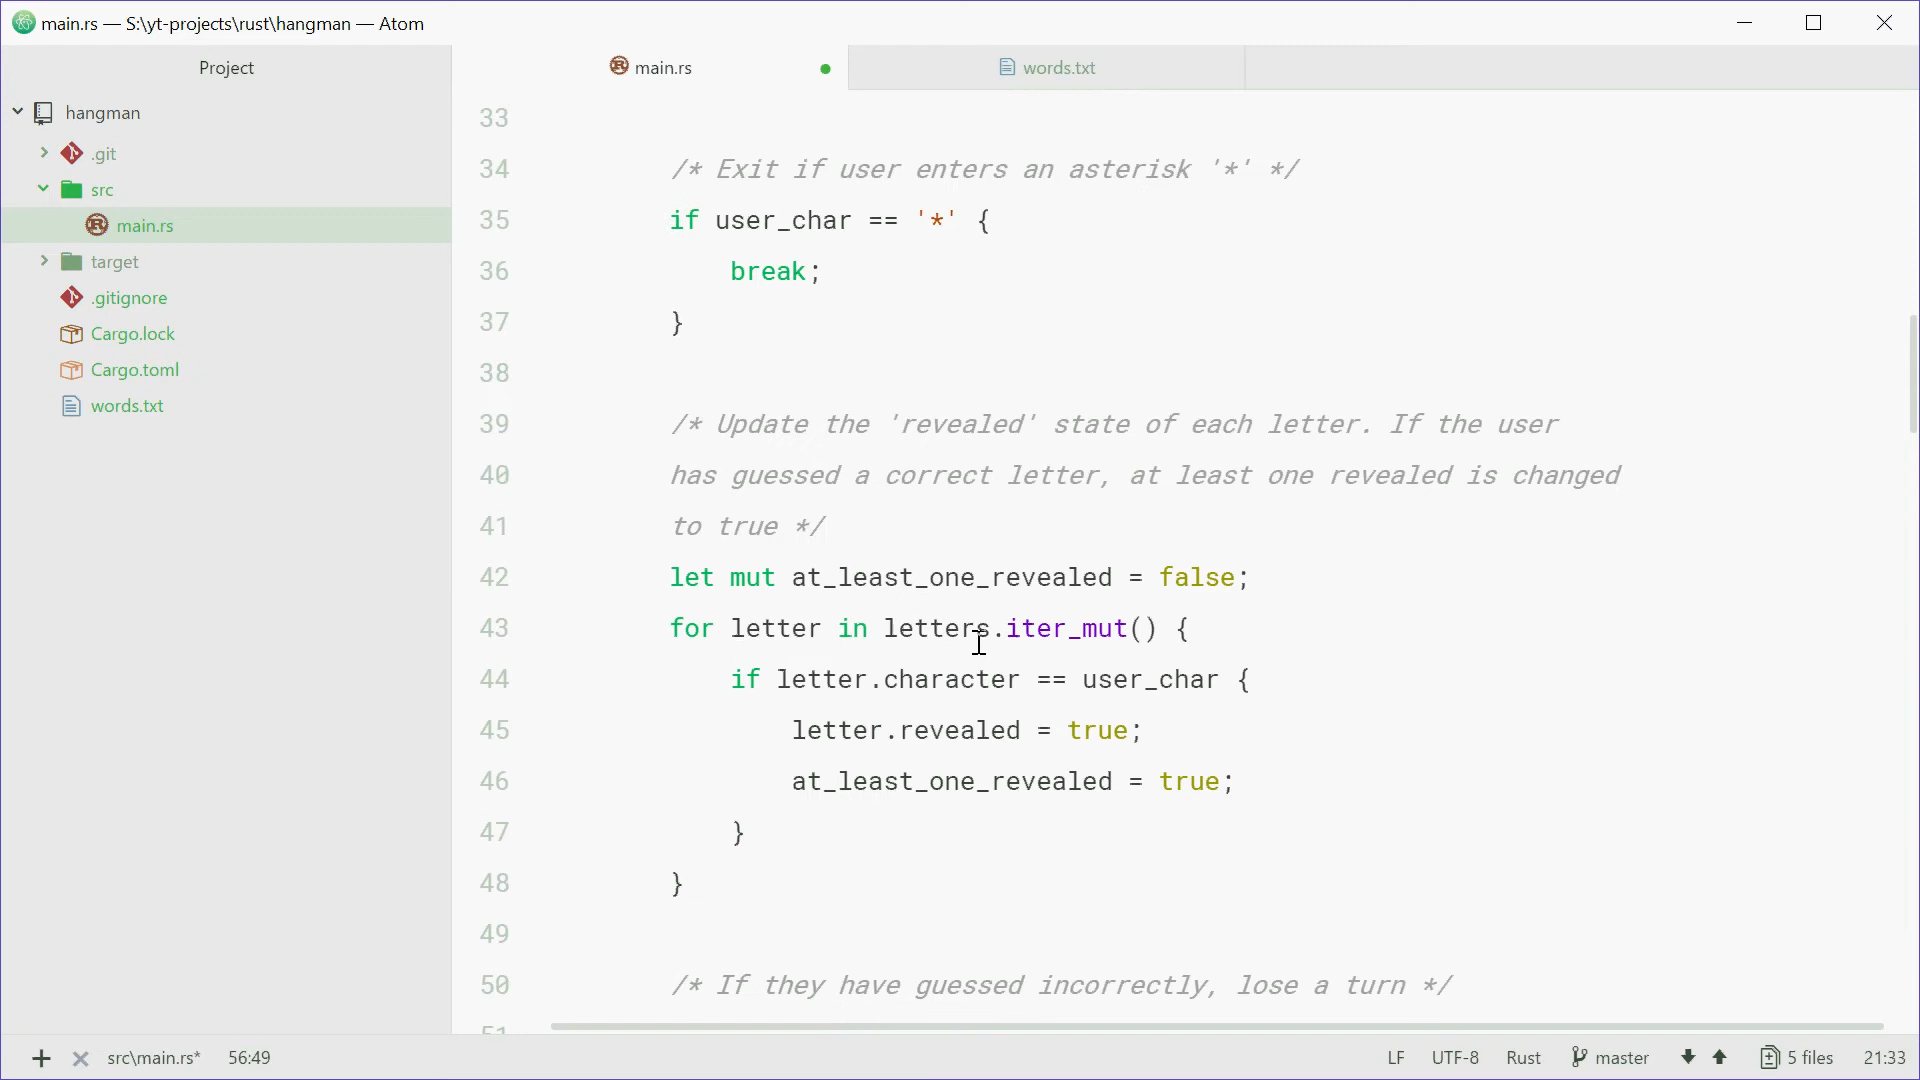 main.rs — S:\yt-projects\rust\hangman — Atom
Project
main.rs
words.txt
hangman
.git
src
main.rs
target
.gitignore
Cargo.lock
Cargo.toml
words.txt
33
34 /* Exit if user enters an asterisk '*' */
35 if user_char == '*' {
36 break;
37 }
38
39 /* Update the 'revealed' state of each letter. If the user
40 has guessed a correct letter, at least one revealed is changed
41 to true */
42 let mut at_least_one_revealed = false;
43 for letter in letters.iter_mut() {
44 if letter.character == user_char {
45 letter.revealed = true;
46 at_least_one_revealed = true;
47 }
48 }
49
50 /* If they have guessed incorrectly, lose a turn */
51
src\main.rs* 56:49 LF UTF-8 Rust master 5 files 21:33